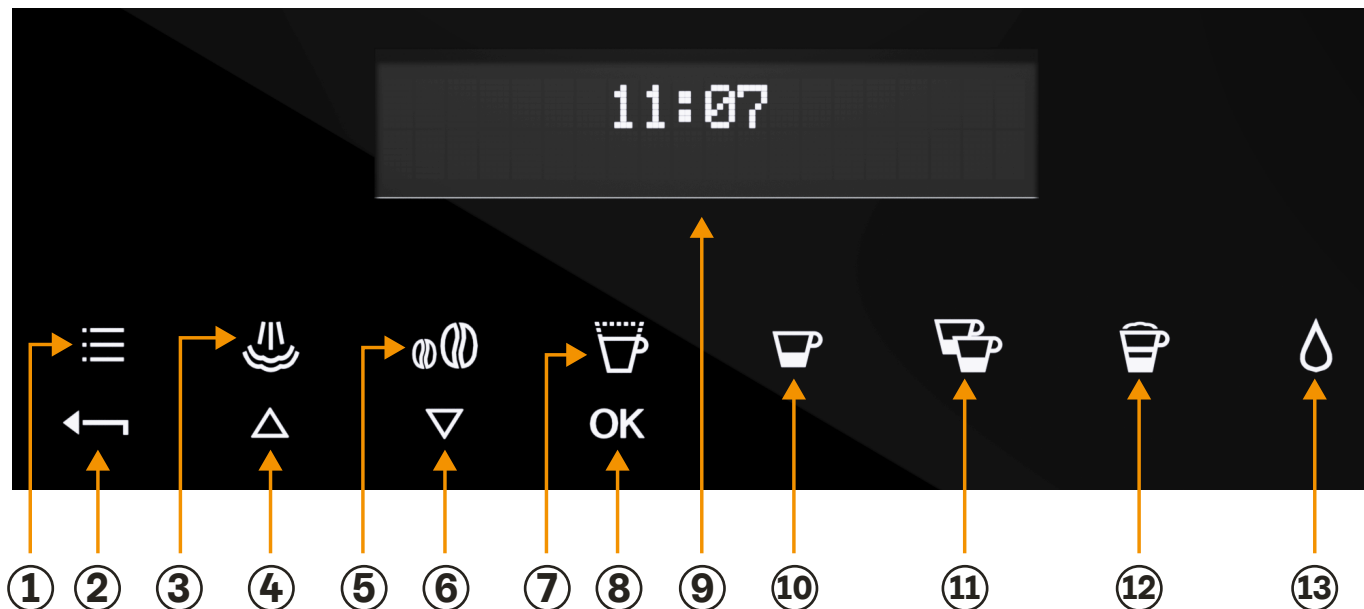 11:07
OK
① ② ③ ④ ⑤ ⑥ ⑦ ⑧ ⑨ ⑩ ⑪ ⑫ ⑬